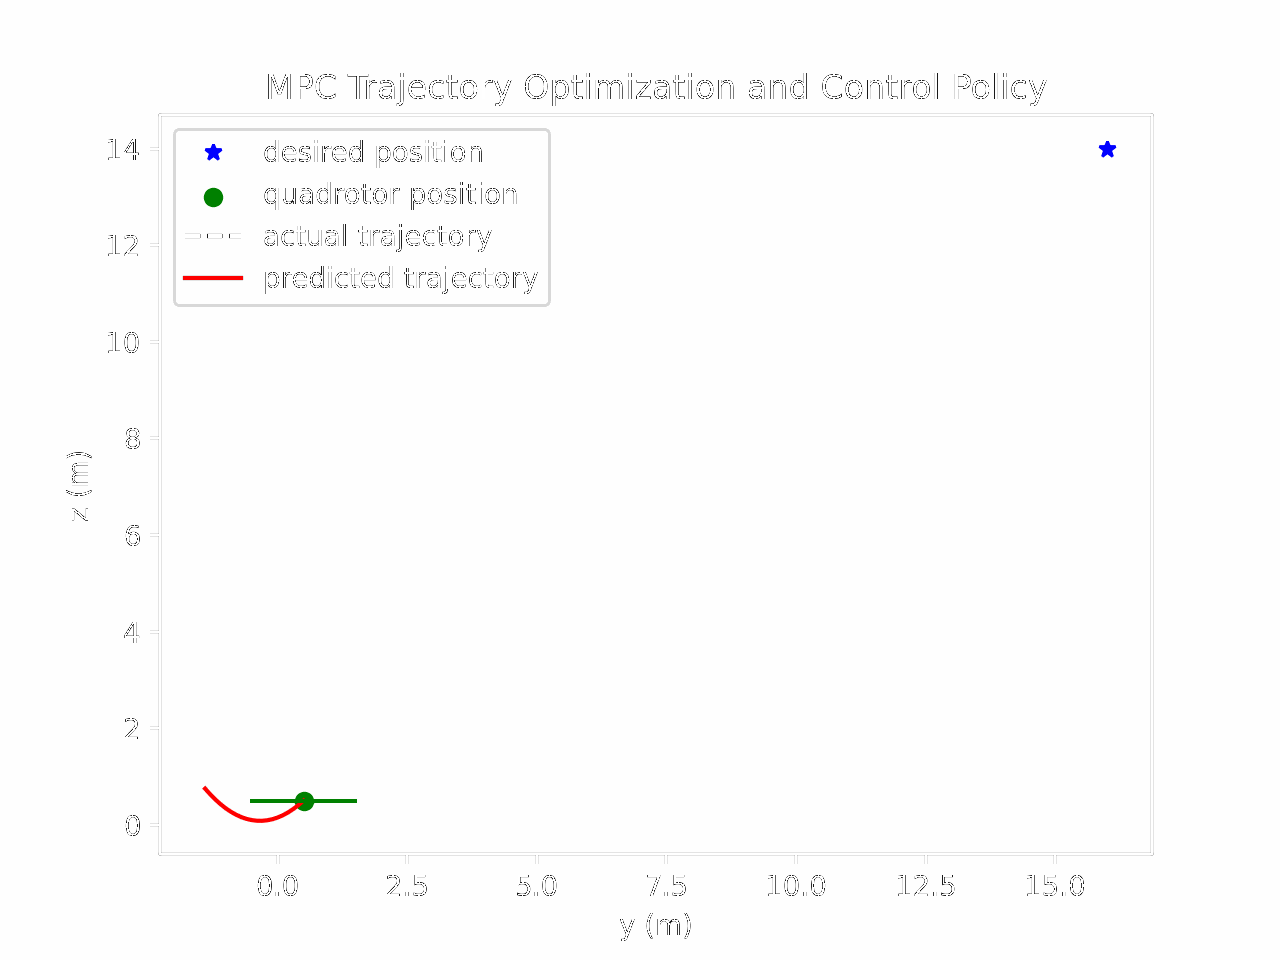 MPC Trajectory Optimization and Control Policy
desired position
quadrotor position
actual trajectory
predicted trajectory
14
12
10
8
6
4
2
0
z (m)
0.0 2.5 5.0 7.5 10.0 12.5 15.0
y (m)